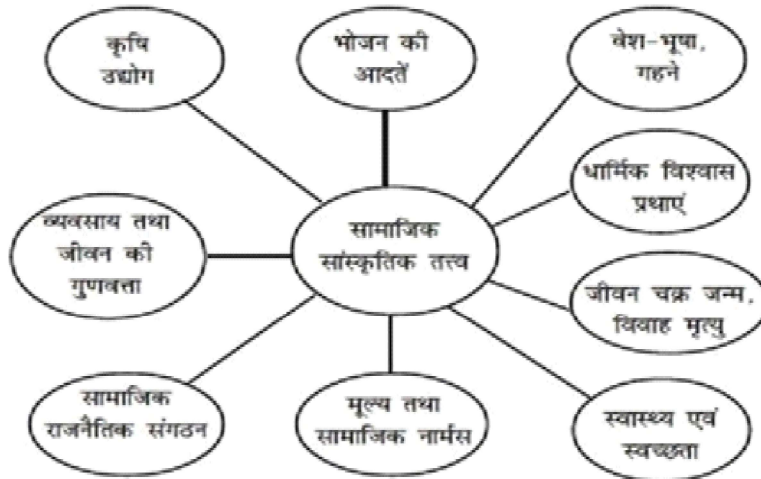 कृषि
उद्योग
भोजन की
आदतें
वेश-भूषा,
गहने
धार्मिक विश्वास
प्रथाएं
व्यवसाय तथा
जीवन की
गुणवत्ता
सामाजिक
सांस्कृतिक तत्त्व
जीवन चक्र जन्म,
विवाह मृत्यु
सामाजिक
राजनैतिक संगठन
मूल्य तथा
सामाजिक नार्मस
स्वास्थ्य एवं
स्वच्छता